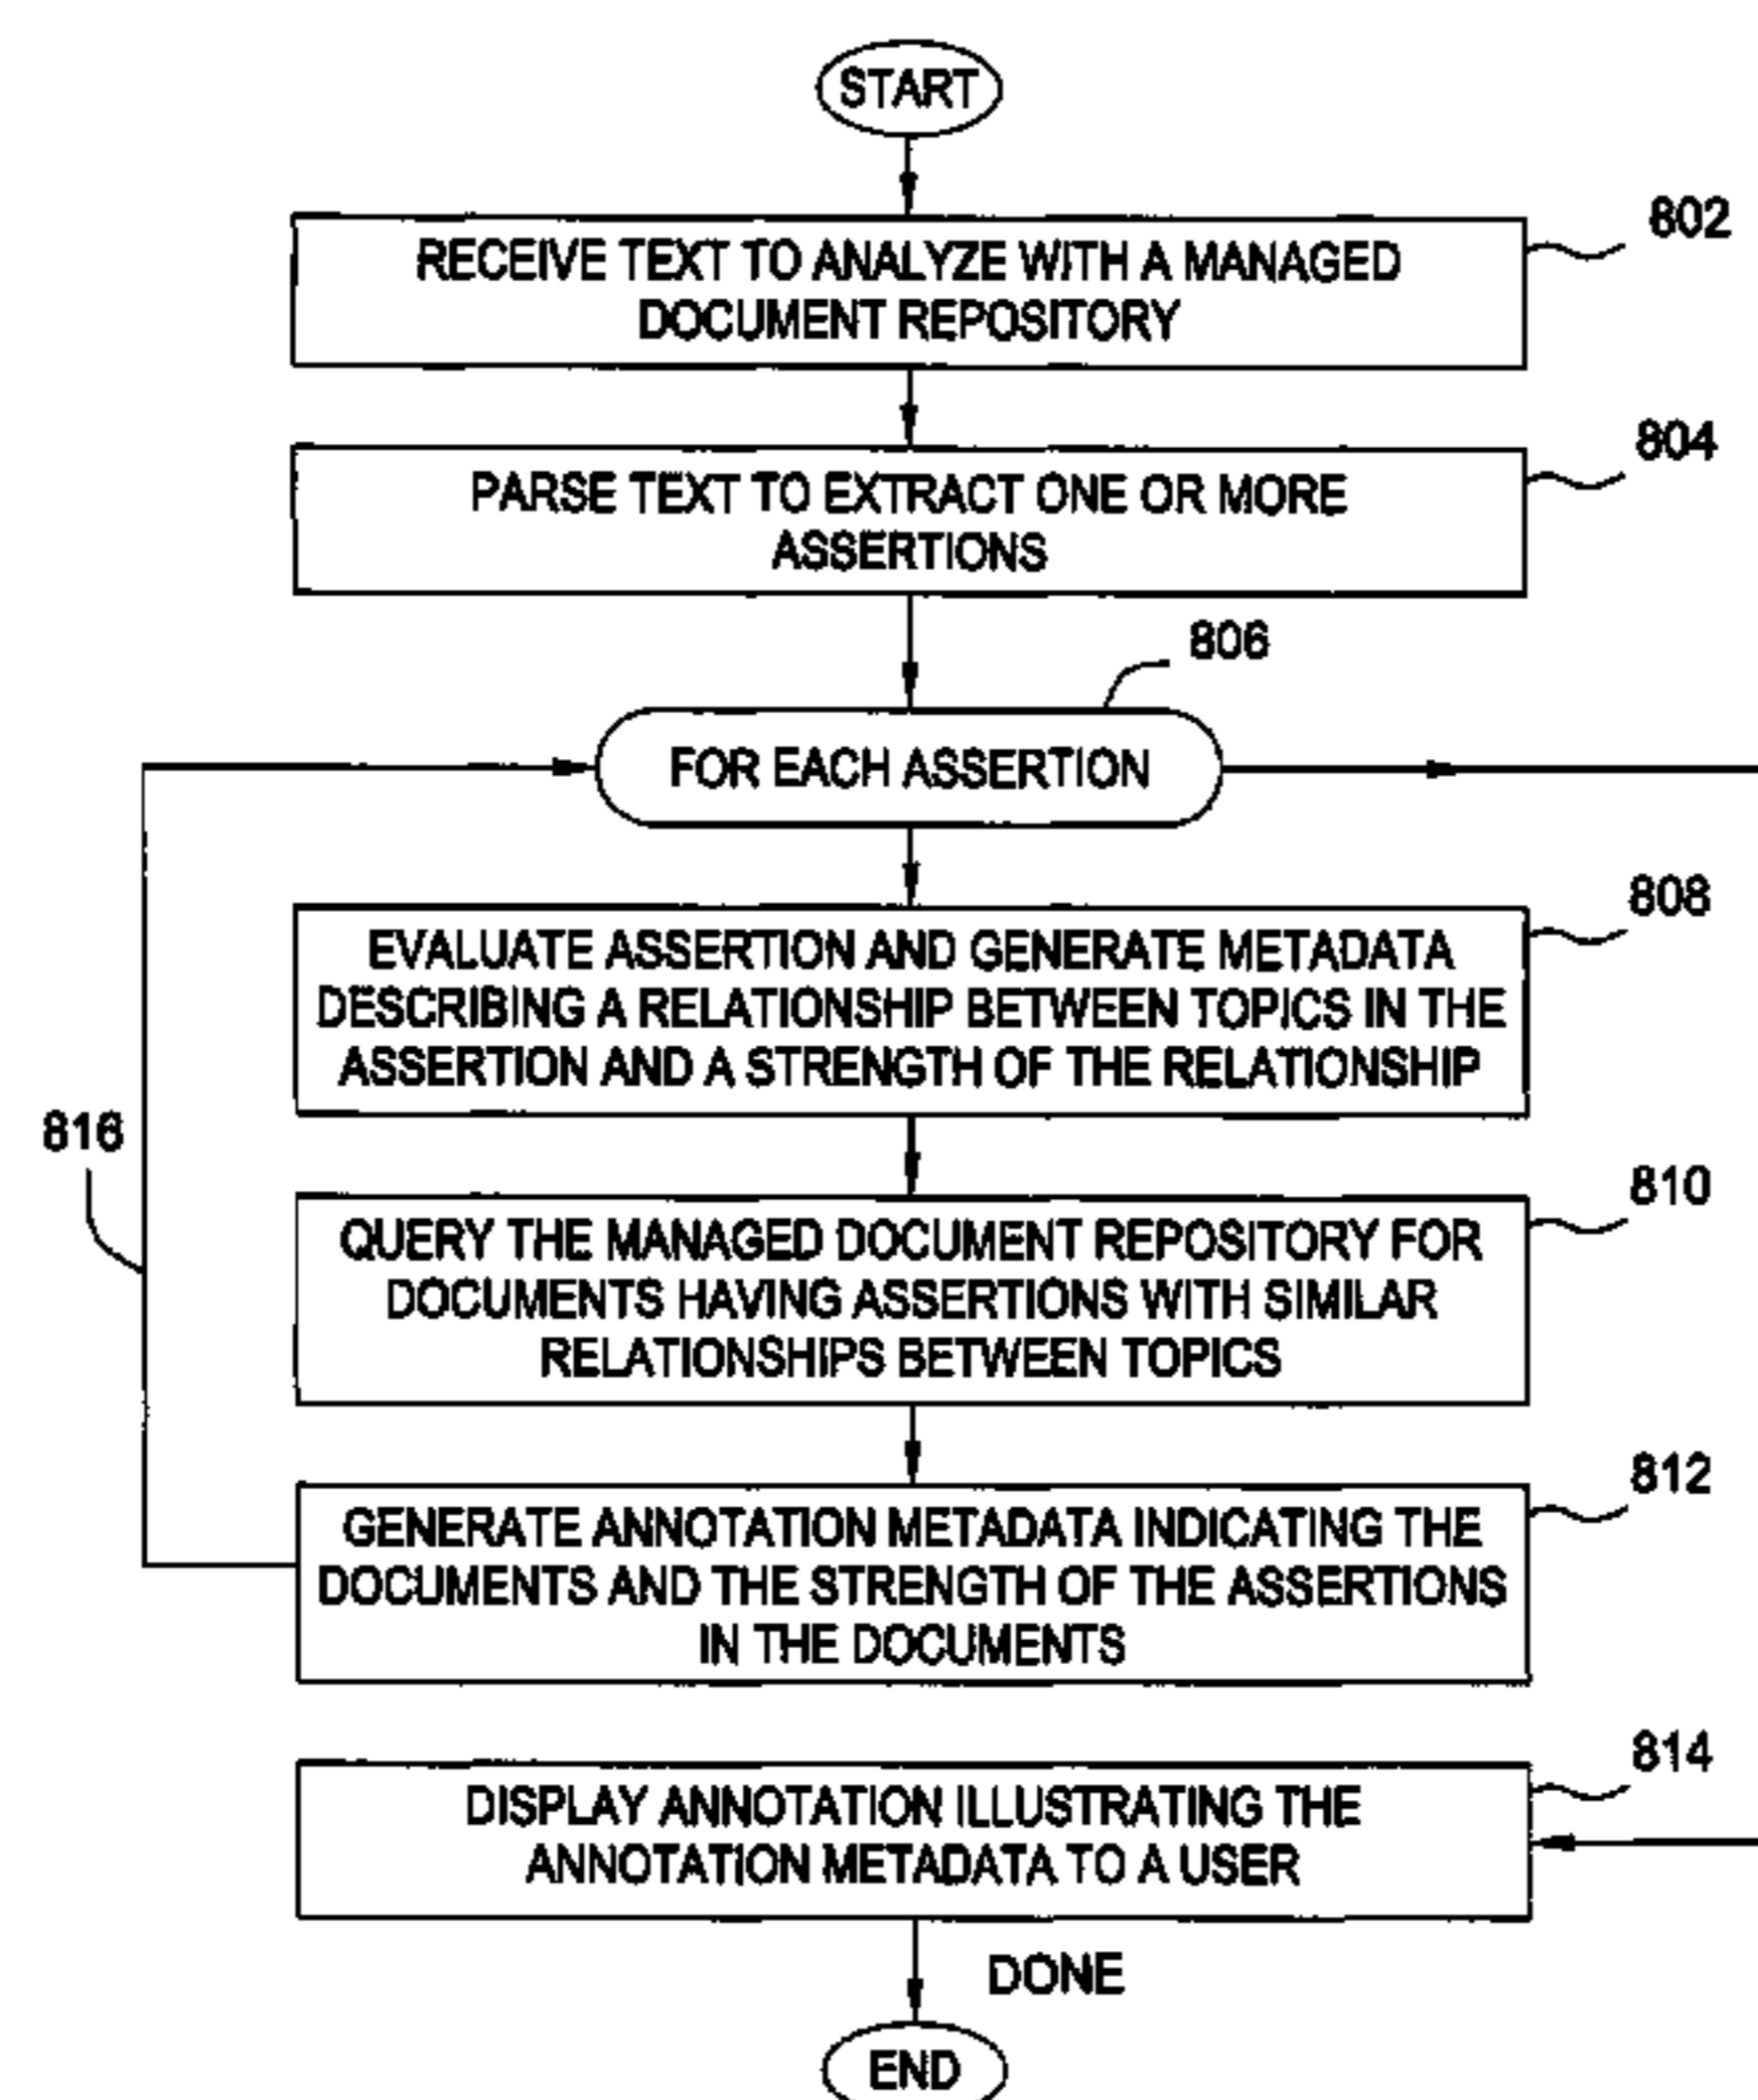 START
802
RECEIVE TEXT TO ANALYZE WITH A MANAGED
DOCUMENT REPOSITORY
804
PARSE TEXT TO EXTRACT ONE OR MORE
ASSERTIONS
806
FOR EACH ASSERTION
808
EVALUATE ASSERTION AND GENERATE METADATA
DESCRIBING A RELATIONSHIP BETWEEN TOPICS IN THE
ASSERTION AND A STRENGTH OF THE RELATIONSHIP
816
810
QUERY THE MANAGED DOCUMENT REPOSITORY FOR
DOCUMENTS HAVING ASSERTIONS WITH SIMILAR
RELATIONSHIPS BETWEEN TOPICS
812
GENERATE ANNOTATION METADATA INDICATING THE
DOCUMENTS AND THE STRENGTH OF THE ASSERTIONS
IN THE DOCUMENTS
814
DISPLAY ANNOTATION ILLUSTRATING THE
ANNOTATION METADATA TO A USER
DONE
END